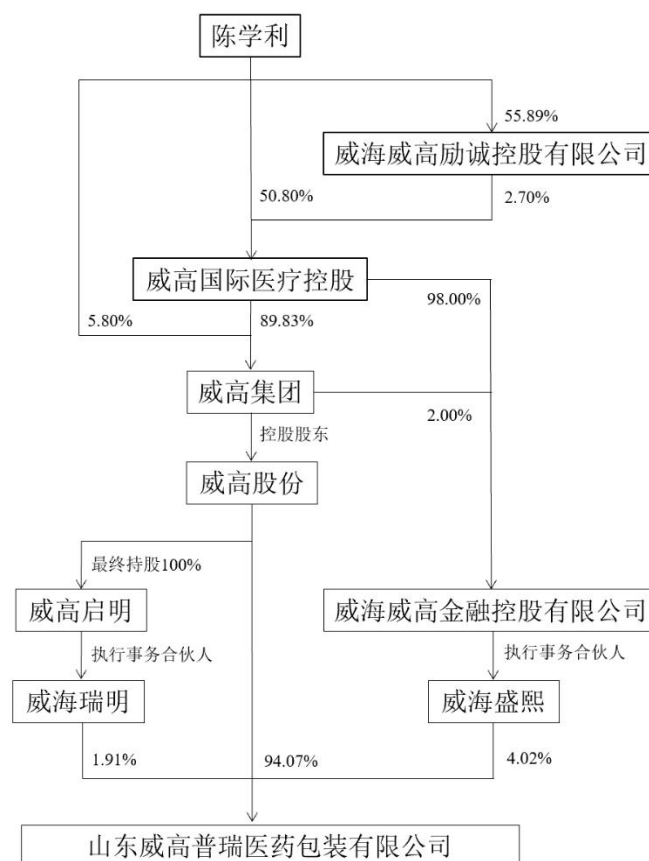 陈学利
55.89%
威海威高励诚控股有限公司
50.80%
2.70%
威高国际医疗控股
5.80%
89.83%
98.00%
威高集团
2.00%
控股股东
威高股份
最终持股100%
威高启明
威海威高金融控股有限公司
执行事务合伙人
执行事务合伙人
威海瑞明
威海盛熙
1.91%
94.07%
4.02%
山东威高普瑞医药包装有限公司